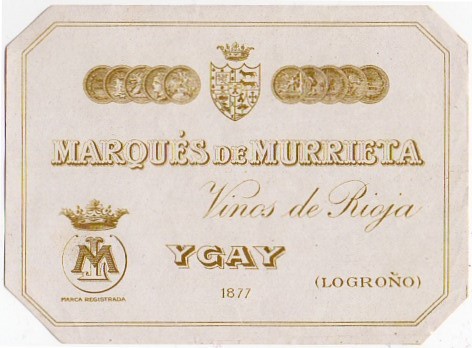 MARQUÉS DE MURRIETA
Vinos de Rioja
YGAY
1877
(LOGROÑO)
M
MARCA REGISTRADA